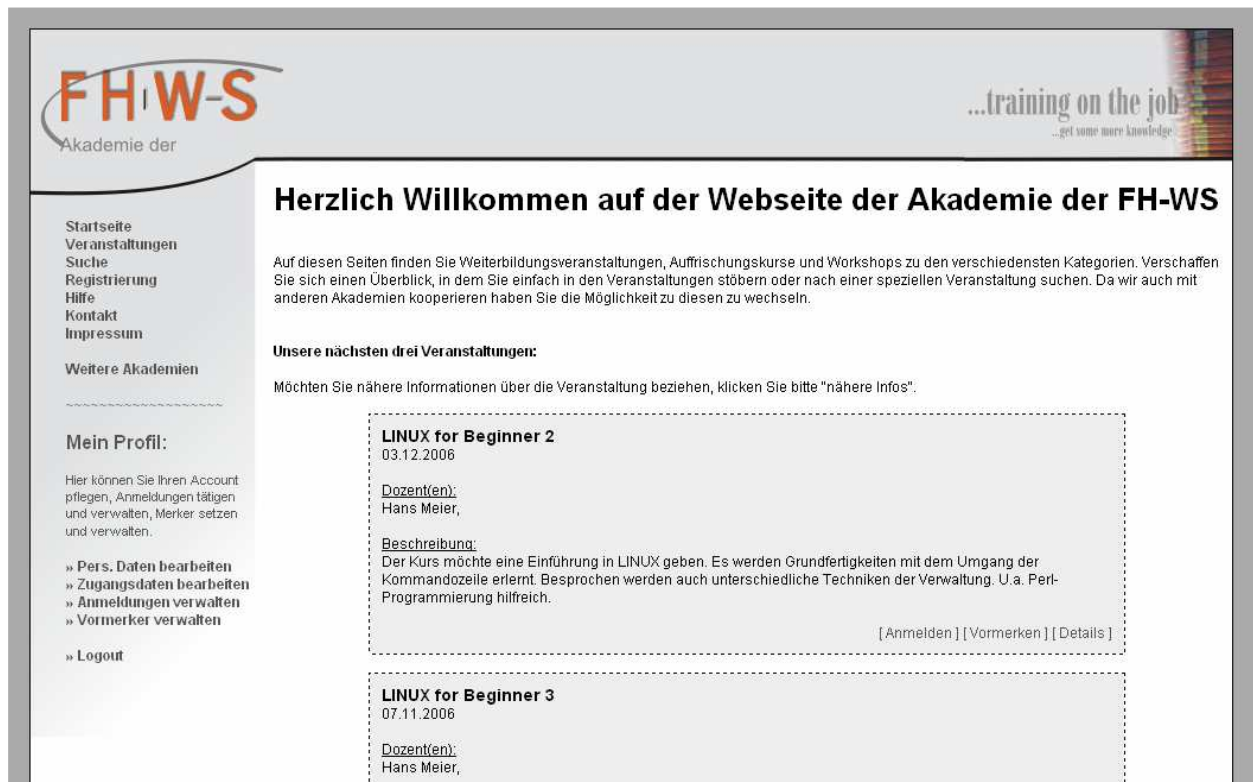 FH-W-S
Akademie der
...training on the job
...get some more knowledge
Startseite
Veranstaltungen
Suche
Registrierung
Hilfe
Kontakt
Impressum
Weitere Akademien
~~~~~~~~~~~~~~~~~~~
Mein Profil:
Hier können Sie Ihren Account
pflegen, Anmeldungen tätigen
und verwalten, Merker setzen
und verwalten.
» Pers. Daten bearbeiten
» Zugangsdaten bearbeiten
» Anmeldungen verwalten
» Vormerker verwalten
» Logout
Herzlich Willkommen auf der Webseite der Akademie der FH-WS
Auf diesen Seiten finden Sie Weiterbildungsveranstaltungen, Auffrischungskurse und Workshops zu den verschiedensten Kategorien. Verschaffen
Sie sich einen Überblick, in dem Sie einfach in den Veranstaltungen stöbern oder nach einer speziellen Veranstaltung suchen. Da wir auch mit
anderen Akademien kooperieren haben Sie die Möglichkeit zu diesen zu wechseln.
Unsere nächsten drei Veranstaltungen:
Möchten Sie nähere Informationen über die Veranstaltung beziehen, klicken Sie bitte "nähere Infos".
LINUX for Beginner 2
03.12.2006
Dozent(en):
Hans Meier,
Beschreibung:
Der Kurs möchte eine Einführung in LINUX geben. Es werden Grundfertigkeiten mit dem Umgang der
Kommandozeile erlernt. Besprochen werden auch unterschiedliche Techniken der Verwaltung. U.a. Perl-
Programmierung hilfreich.
[ Anmelden ] [ Vormerken ] [ Details ]
LINUX for Beginner 3
07.11.2006
Dozent(en):
Hans Meier,